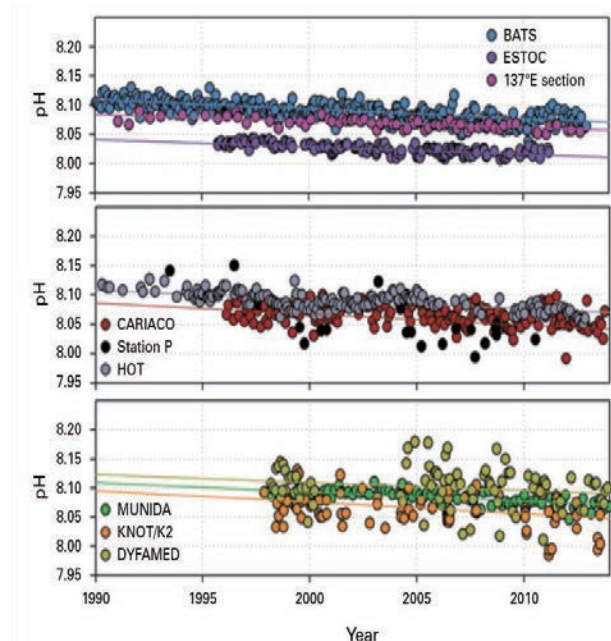 8.20
8.15
8.10
8.05
8.00
7.95
pH
BATS
ESTOC
137°E section
8.20
8.15
8.10
8.05
8.00
7.95
pH
CARIACO
Station P
HOT
8.20
8.15
8.10
8.05
8.00
7.95
pH
MUNIDA
KNOT/K2
DYFAMED
1990 1995 2000 2005 2010
Year